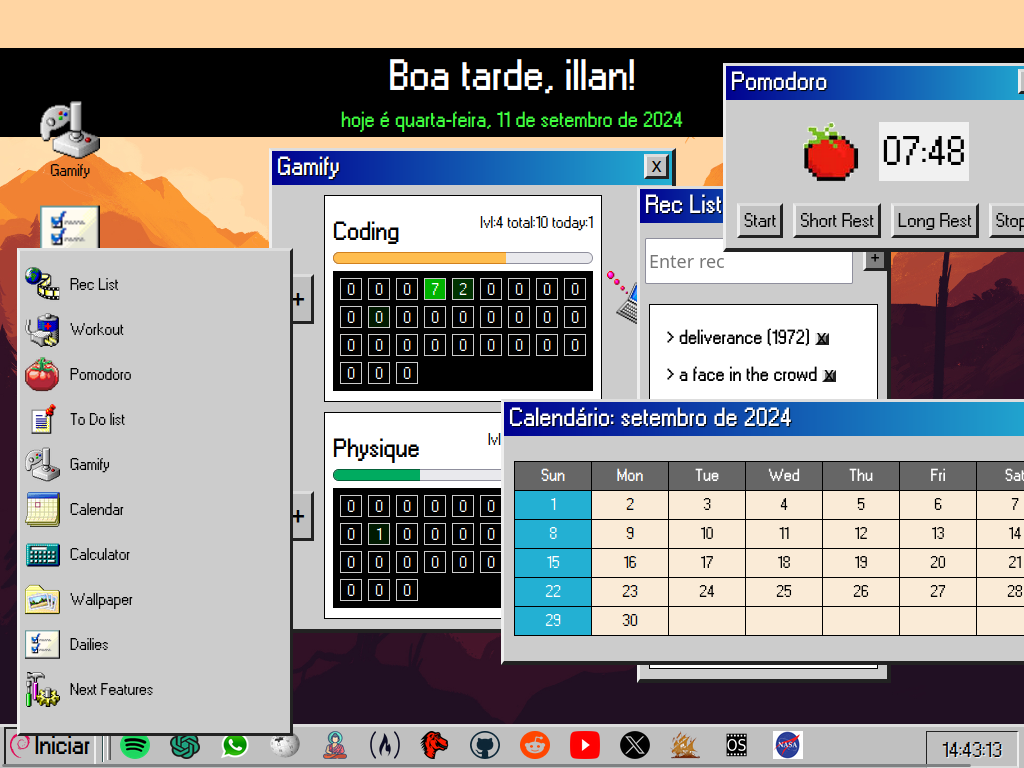 Boa tarde, illan!
hoje é quarta-feira, 11 de setembro de 2024
Gamify
Pomodoro
07:48
Start Short Rest Long Rest Stop
Gamify X
Coding
lvl:4 total:10 today:1
0 0 0 7 2 0 0 0 0
0 0 0 0 0 0 0 0 0
0 0 0 0 0 0 0 0 0
0 0 0
+
Physique
lvl
0 0 0 0 0 0
0 1 0 0 0 0
0 0 0 0 0 0
0 0 0
+
Rec List
Enter rec
+
> deliverance (1972) X
> a face in the crowd X
Calendário: setembro de 2024
Sun Mon Tue Wed Thu Fri Sat
1 2 3 4 5 6 7
8 9 10 11 12 13 14
15 16 17 18 19 20 21
22 23 24 25 26 27 28
29 30
Rec List
Workout
Pomodoro
To Do list
Gamify
Calendar
Calculator
Wallpaper
Dailies
Next Features
Iniciar
OS
NASA
14:43:13